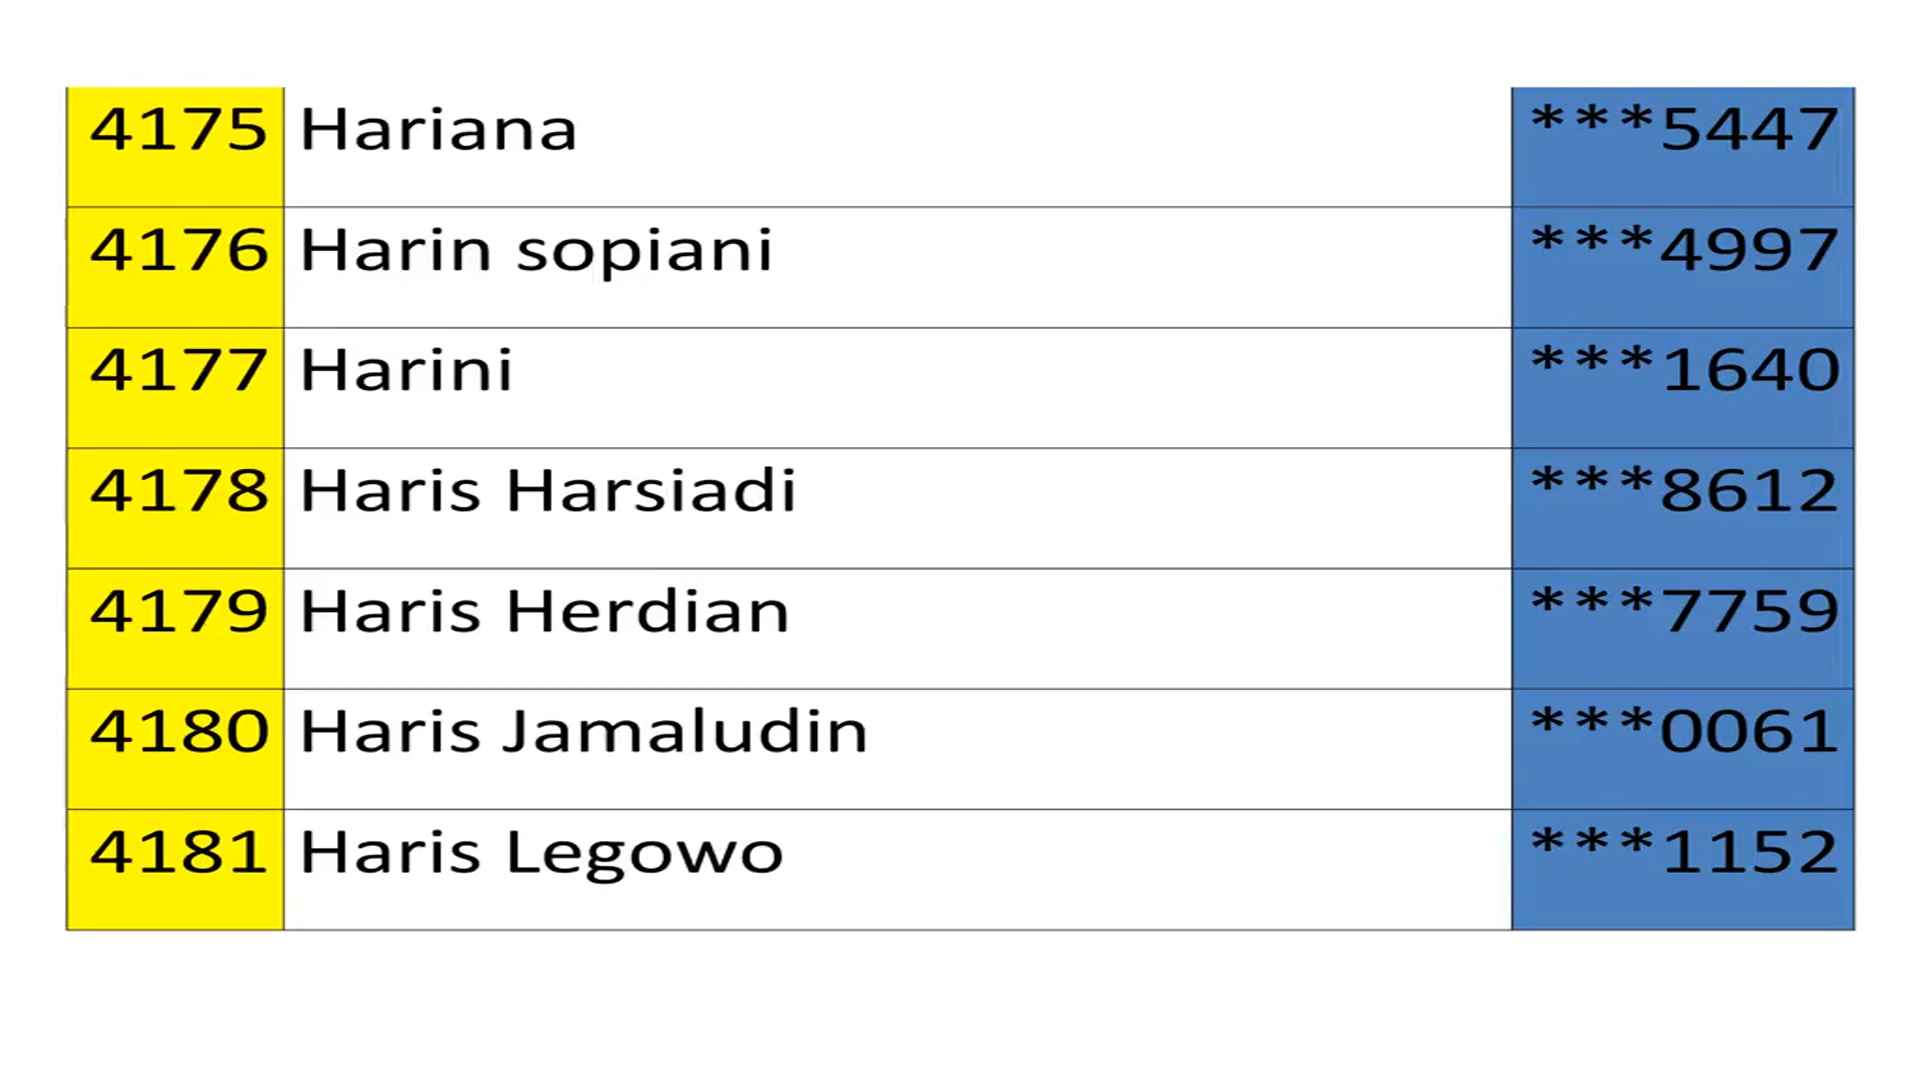 4175 Hariana ***5447
4176 Harin sopiani ***4997
4177 Harini ***1640
4178 Haris Harsiadi ***8612
4179 Haris Herdian ***7759
4180 Haris Jamaludin ***0061
4181 Haris Legowo ***1152